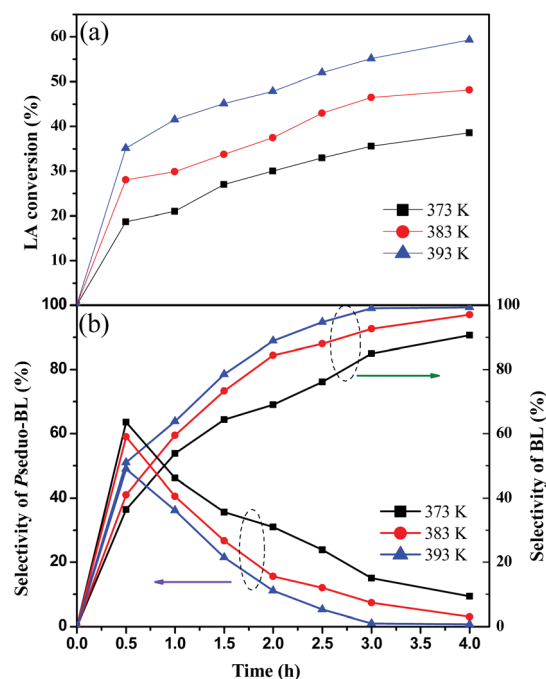 (a)
LA conversion (%)
60
50
40
30
20
10
0
373 K
383 K
393 K
(b)
Selectivity of Pseduo-BL (%)
100
80
60
40
20
0
Selectivity of BL (%)
100
80
60
40
20
0
373 K
383 K
393 K
0.0 0.5 1.0 1.5 2.0 2.5 3.0 3.5 4.0
Time (h)